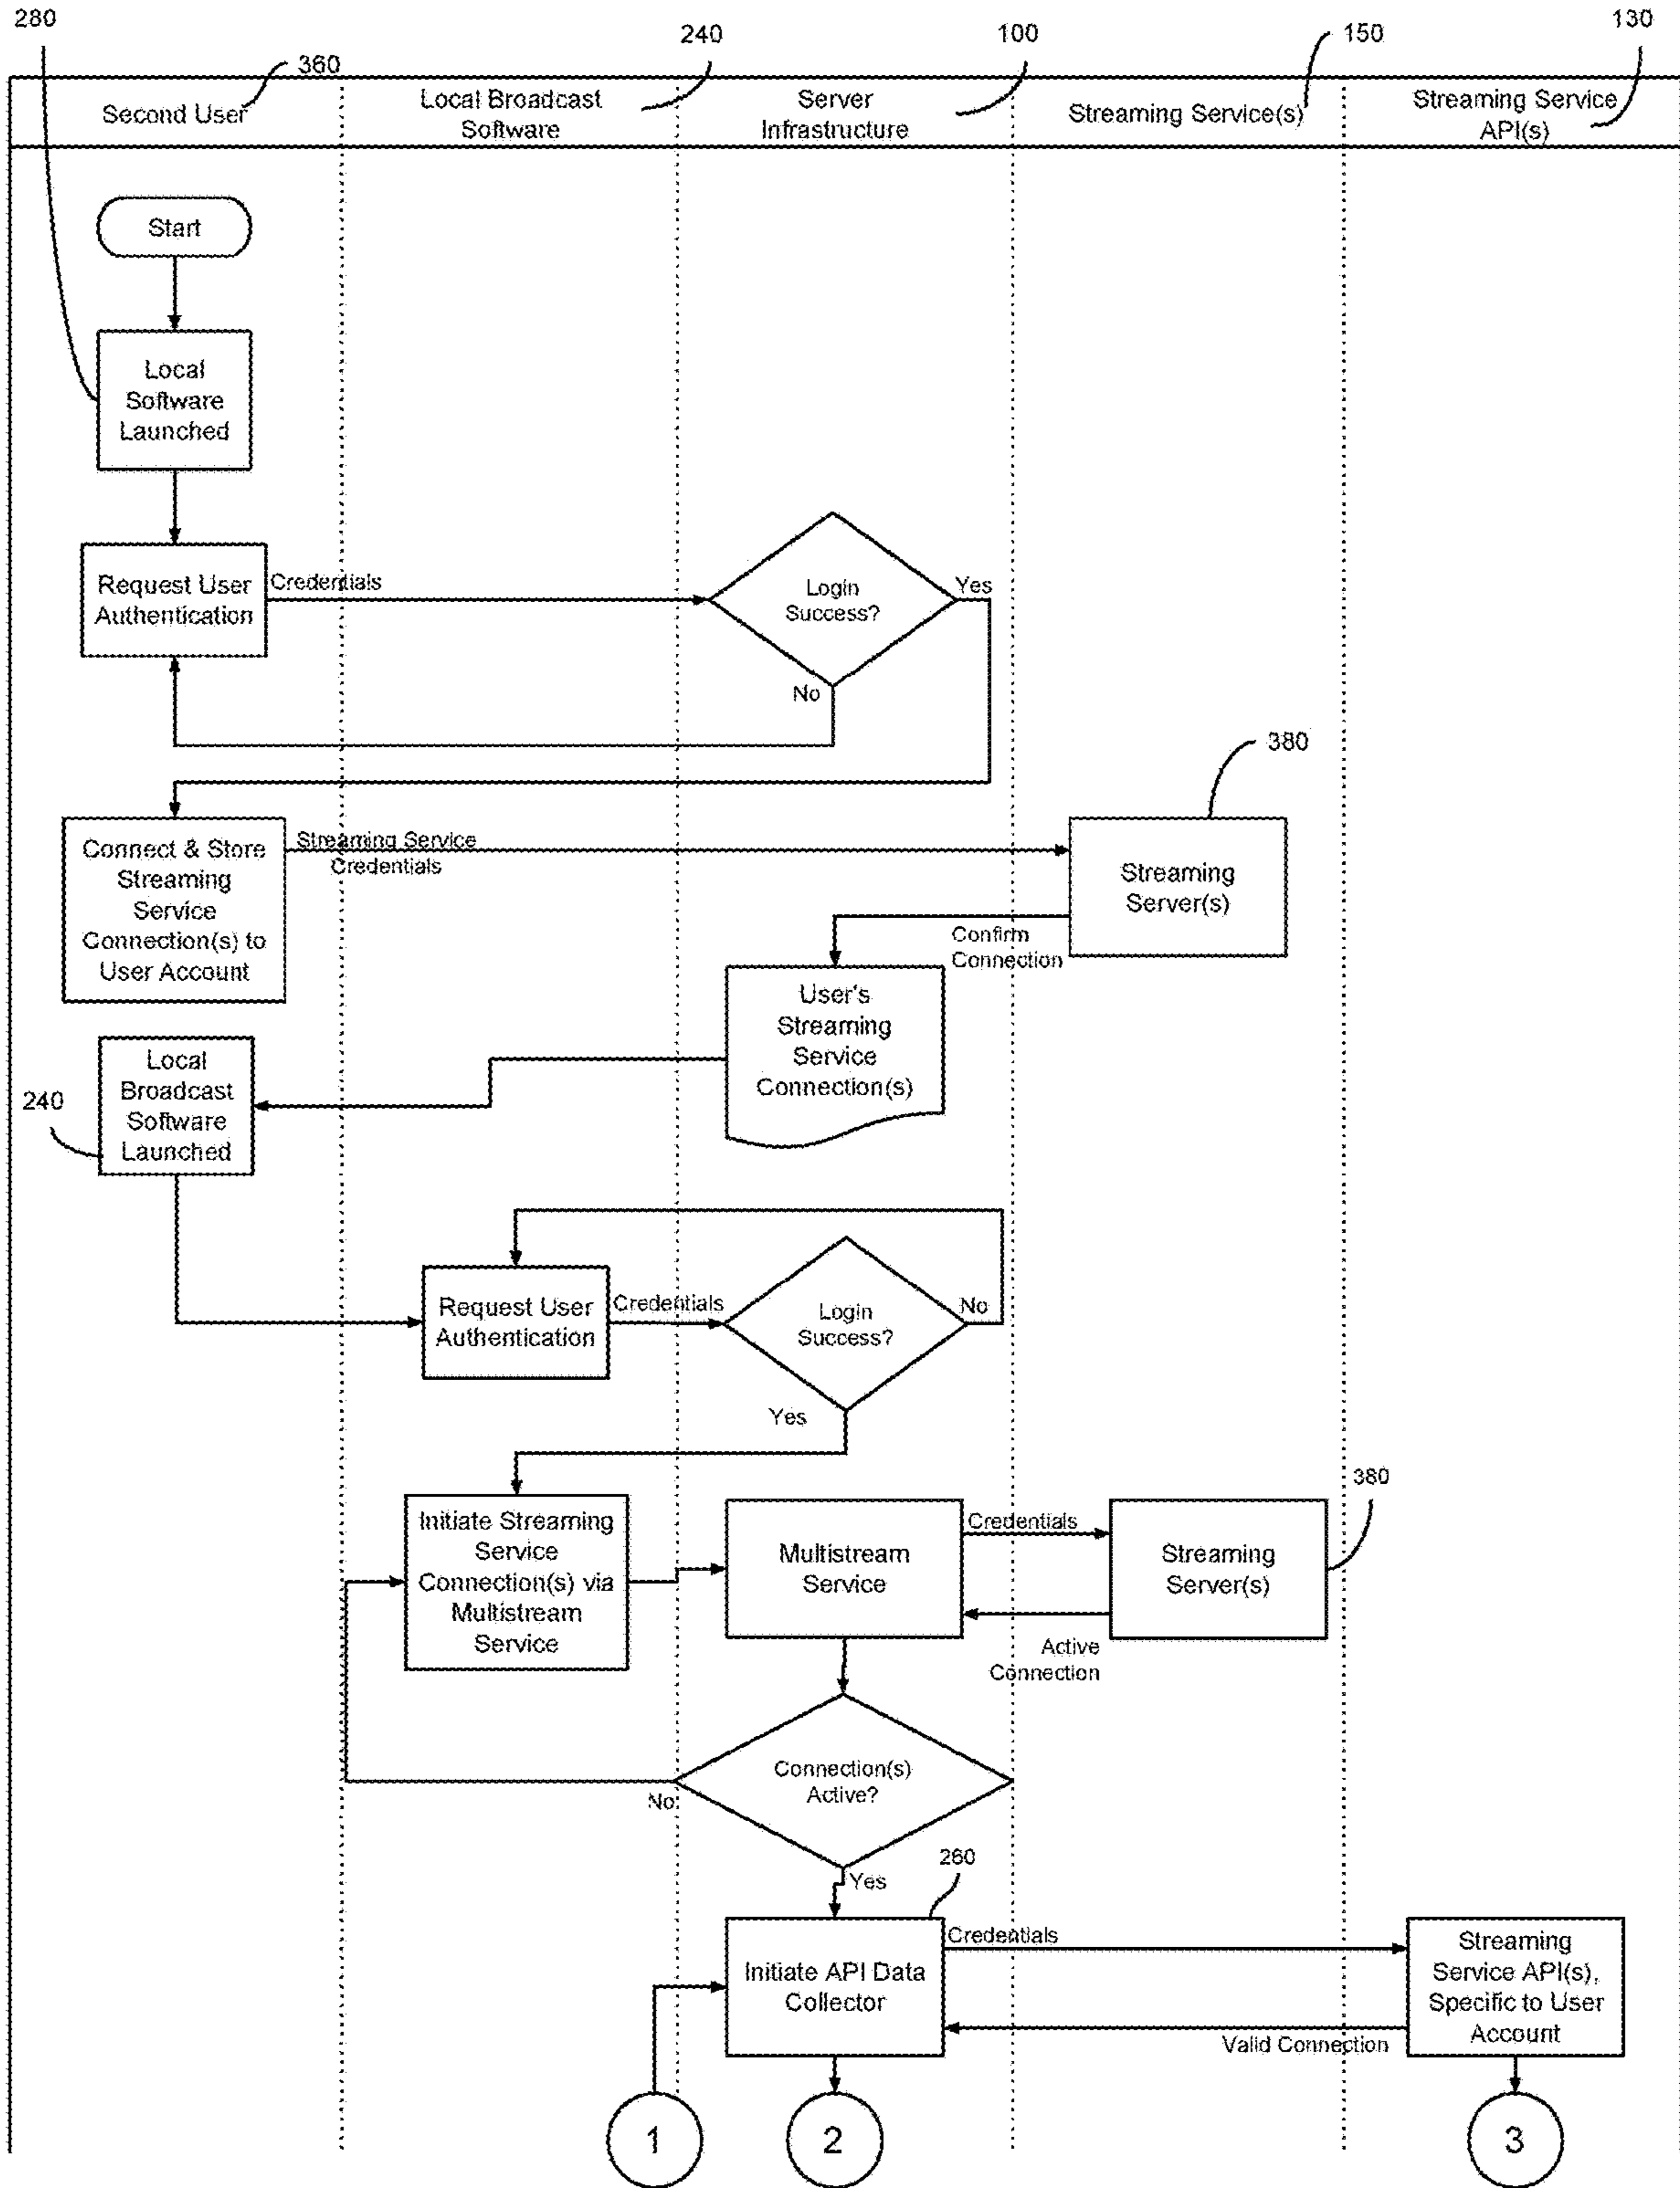 280
240
100
150
130
360
Second User
Local Broadcast
Software
Server
Infrastructure
Streaming Service(s)
Streaming Service
API(s)
Start
Local
Software
Launched
Request User
Authentication
Credentials
Login
Success?
Yes
No
380
Connect & Store
Streaming
Service
Connection(s) to
User Account
Streaming Service
Credentials
Streaming
Server(s)
Confirm
Connection
User's
Streaming
Service
Connection(s)
240
Local
Broadcast
Software
Launched
Request User
Authentication
Credentials
Login
Success?
No
Yes
380
Initiate Streaming
Service
Connection(s) via
Multistream
Service
Multistream
Service
Credentials
Streaming
Server(s)
Active
Connection
Connection(s)
Active?
No
Yes
260
Initiate API Data
Collector
Credentials
Streaming
Service API(s),
Specific to User
Account
Valid Connection
1
2
3